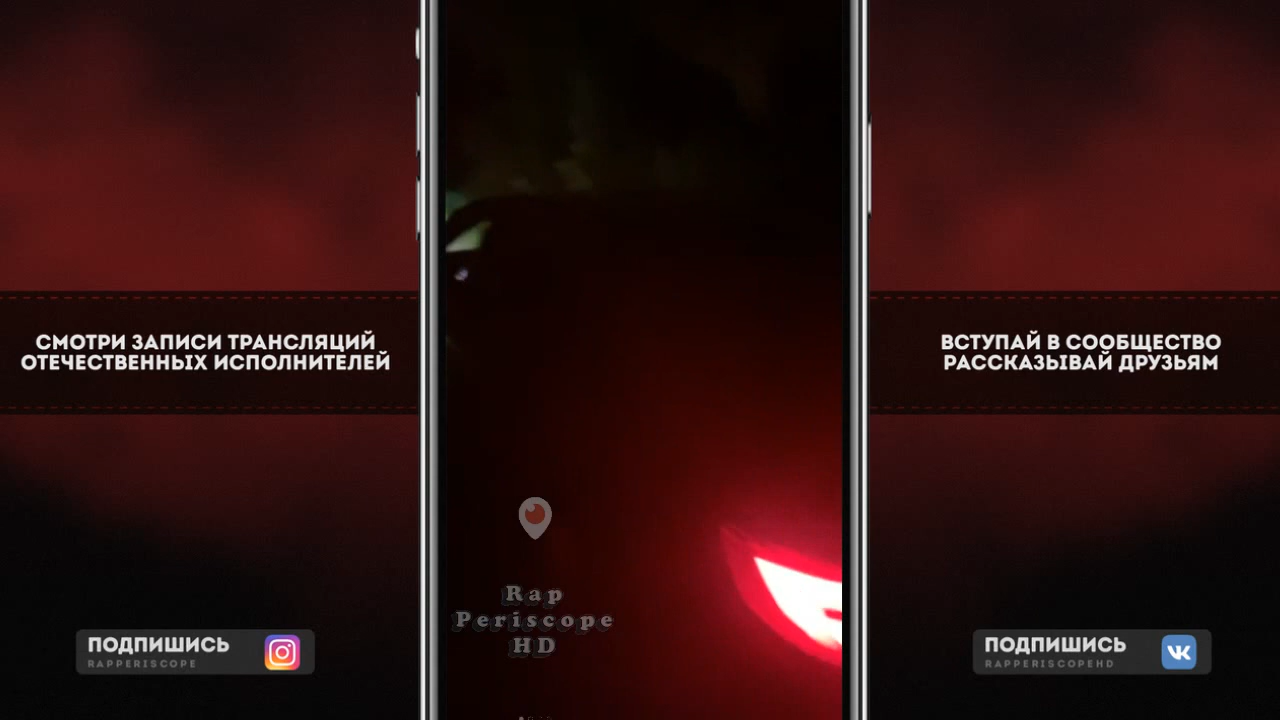 СМОТРИ ЗАПИСИ ТРАНСЛЯЦИЙ
ОТЕЧЕСТВЕННЫХ ИСПОЛНИТЕЛЕЙ
ВСТУПАЙ В СООБЩЕСТВО
РАССКАЗЫВАЙ ДРУЗЬЯМ
Rap
Periscope
HD
ПОДПИШИСЬ
RAPPERISCOPE
ПОДПИШИСЬ
RAPPERISCOPEHD